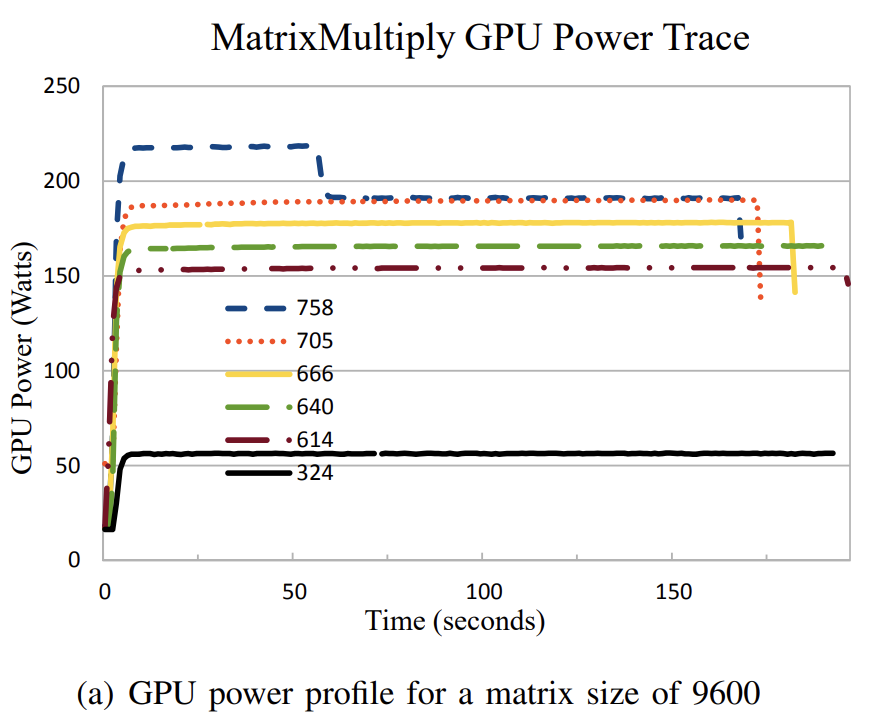 MatrixMultiply GPU Power Trace
250
200
150
100
50
0
GPU Power (Watts)
758
705
666
640
614
324
0 50 100 150
Time (seconds)
(a) GPU power profile for a matrix size of 9600